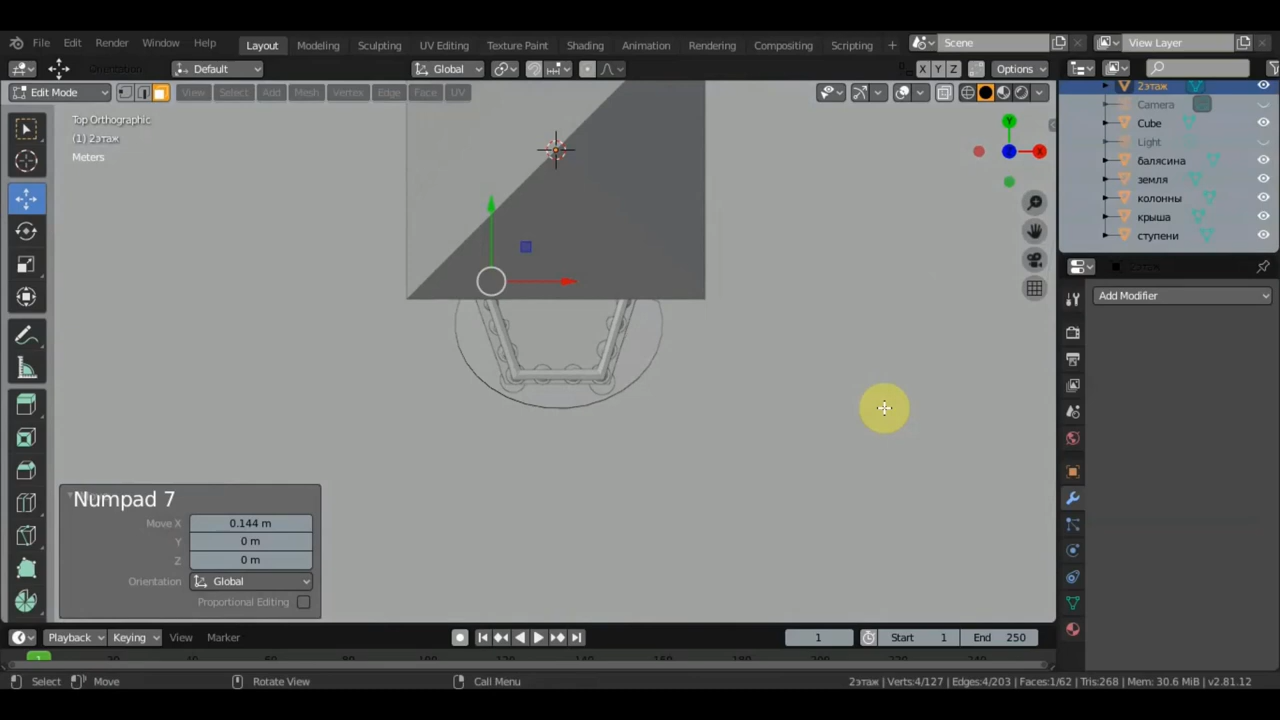 File Edit Render Window Help Layout Modeling Sculpting UV Editing Texture Paint Shading Animation Rendering Compositing Scripting + Scene View Layer
Orientation Default Global X Y Z Options
Edit Mode View Select Add Mesh Vertex Edge Face UV
2этаж
Camera
Cube
Light
балясина
земля
колонны
крыша
ступени
Top Orthographic
(1) 2этаж
Meters
Y
X
Z
2этаж
Add Modifier
Numpad 7
Move X 0.144 m
Y 0 m
Z 0 m
Orientation Global
Proportional Editing
Playback Keying View Marker 1 Start 1 End 250
1
Select Move Rotate View Call Menu 2этаж | Verts:4/127 | Edges:4/203 | Faces:1/62 | Tris:268 | Mem: 30.6 MiB | v2.81.12